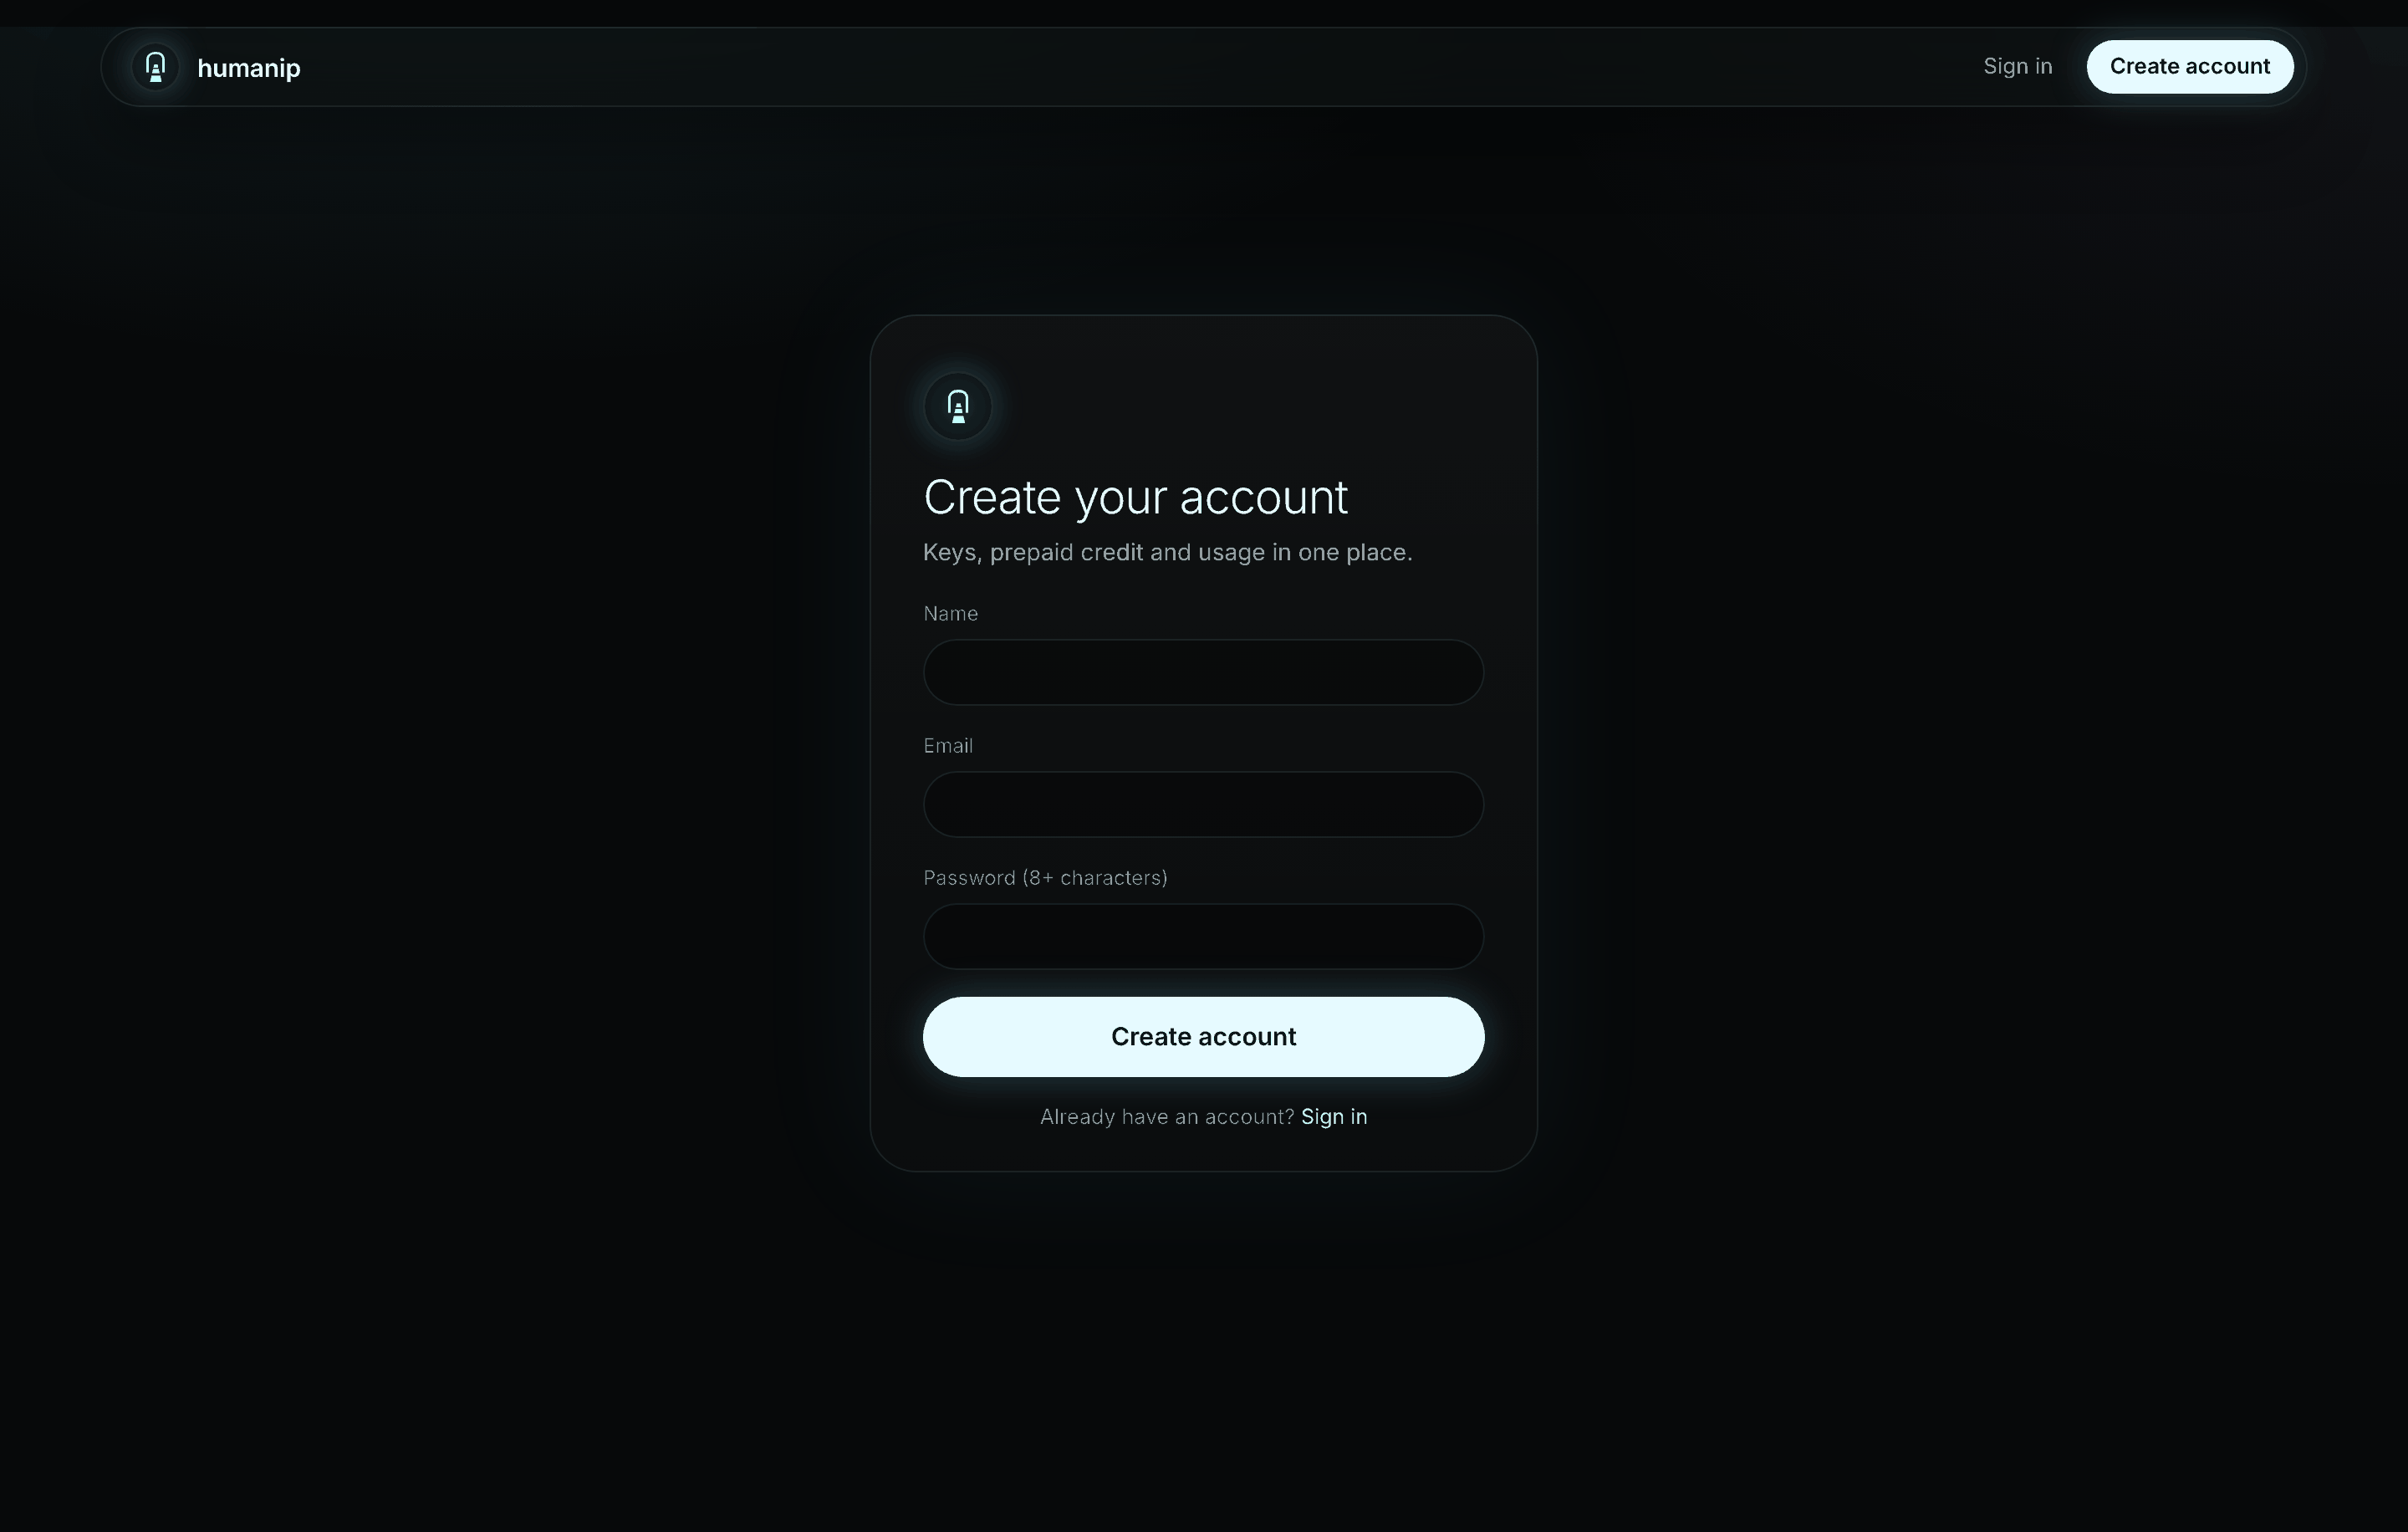 humanip
Sign in
Create account
Create your account
Keys, prepaid credit and usage in one place.
Name
Email
Password (8+ characters)
Create account
Already have an account? Sign in